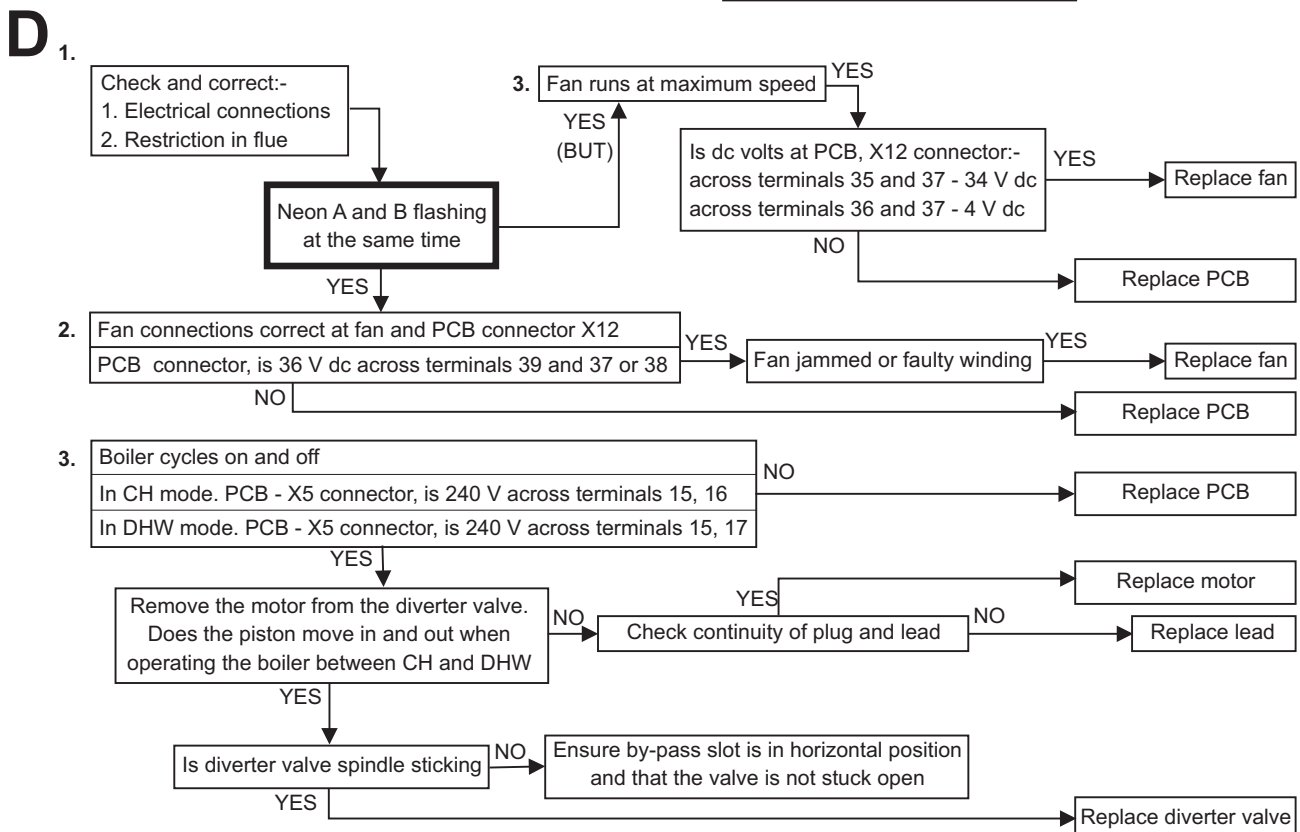 D
1.
Check and correct:-
1. Electrical connections
2. Restriction in flue
Neon A and B flashing
at the same time
YES
(BUT)
3.
Fan runs at maximum speed
YES
Is dc volts at PCB, X12 connector:-
across terminals 35 and 37 - 34 V dc
across terminals 36 and 37 - 4 V dc
YES
Replace fan
NO
Replace PCB
YES
2.
Fan connections correct at fan and PCB connector X12
PCB connector, is 36 V dc across terminals 39 and 37 or 38
YES
Fan jammed or faulty winding
YES
Replace fan
NO
Replace PCB
3.
Boiler cycles on and off
In CH mode. PCB - X5 connector, is 240 V across terminals 15, 16
In DHW mode. PCB - X5 connector, is 240 V across terminals 15, 17
NO
Replace PCB
YES
Remove the motor from the diverter valve.
Does the piston move in and out when
operating the boiler between CH and DHW
NO
Check continuity of plug and lead
YES
Replace motor
NO
Replace lead
YES
Is diverter valve spindle sticking
NO
Ensure by-pass slot is in horizontal position
and that the valve is not stuck open
YES
Replace diverter valve